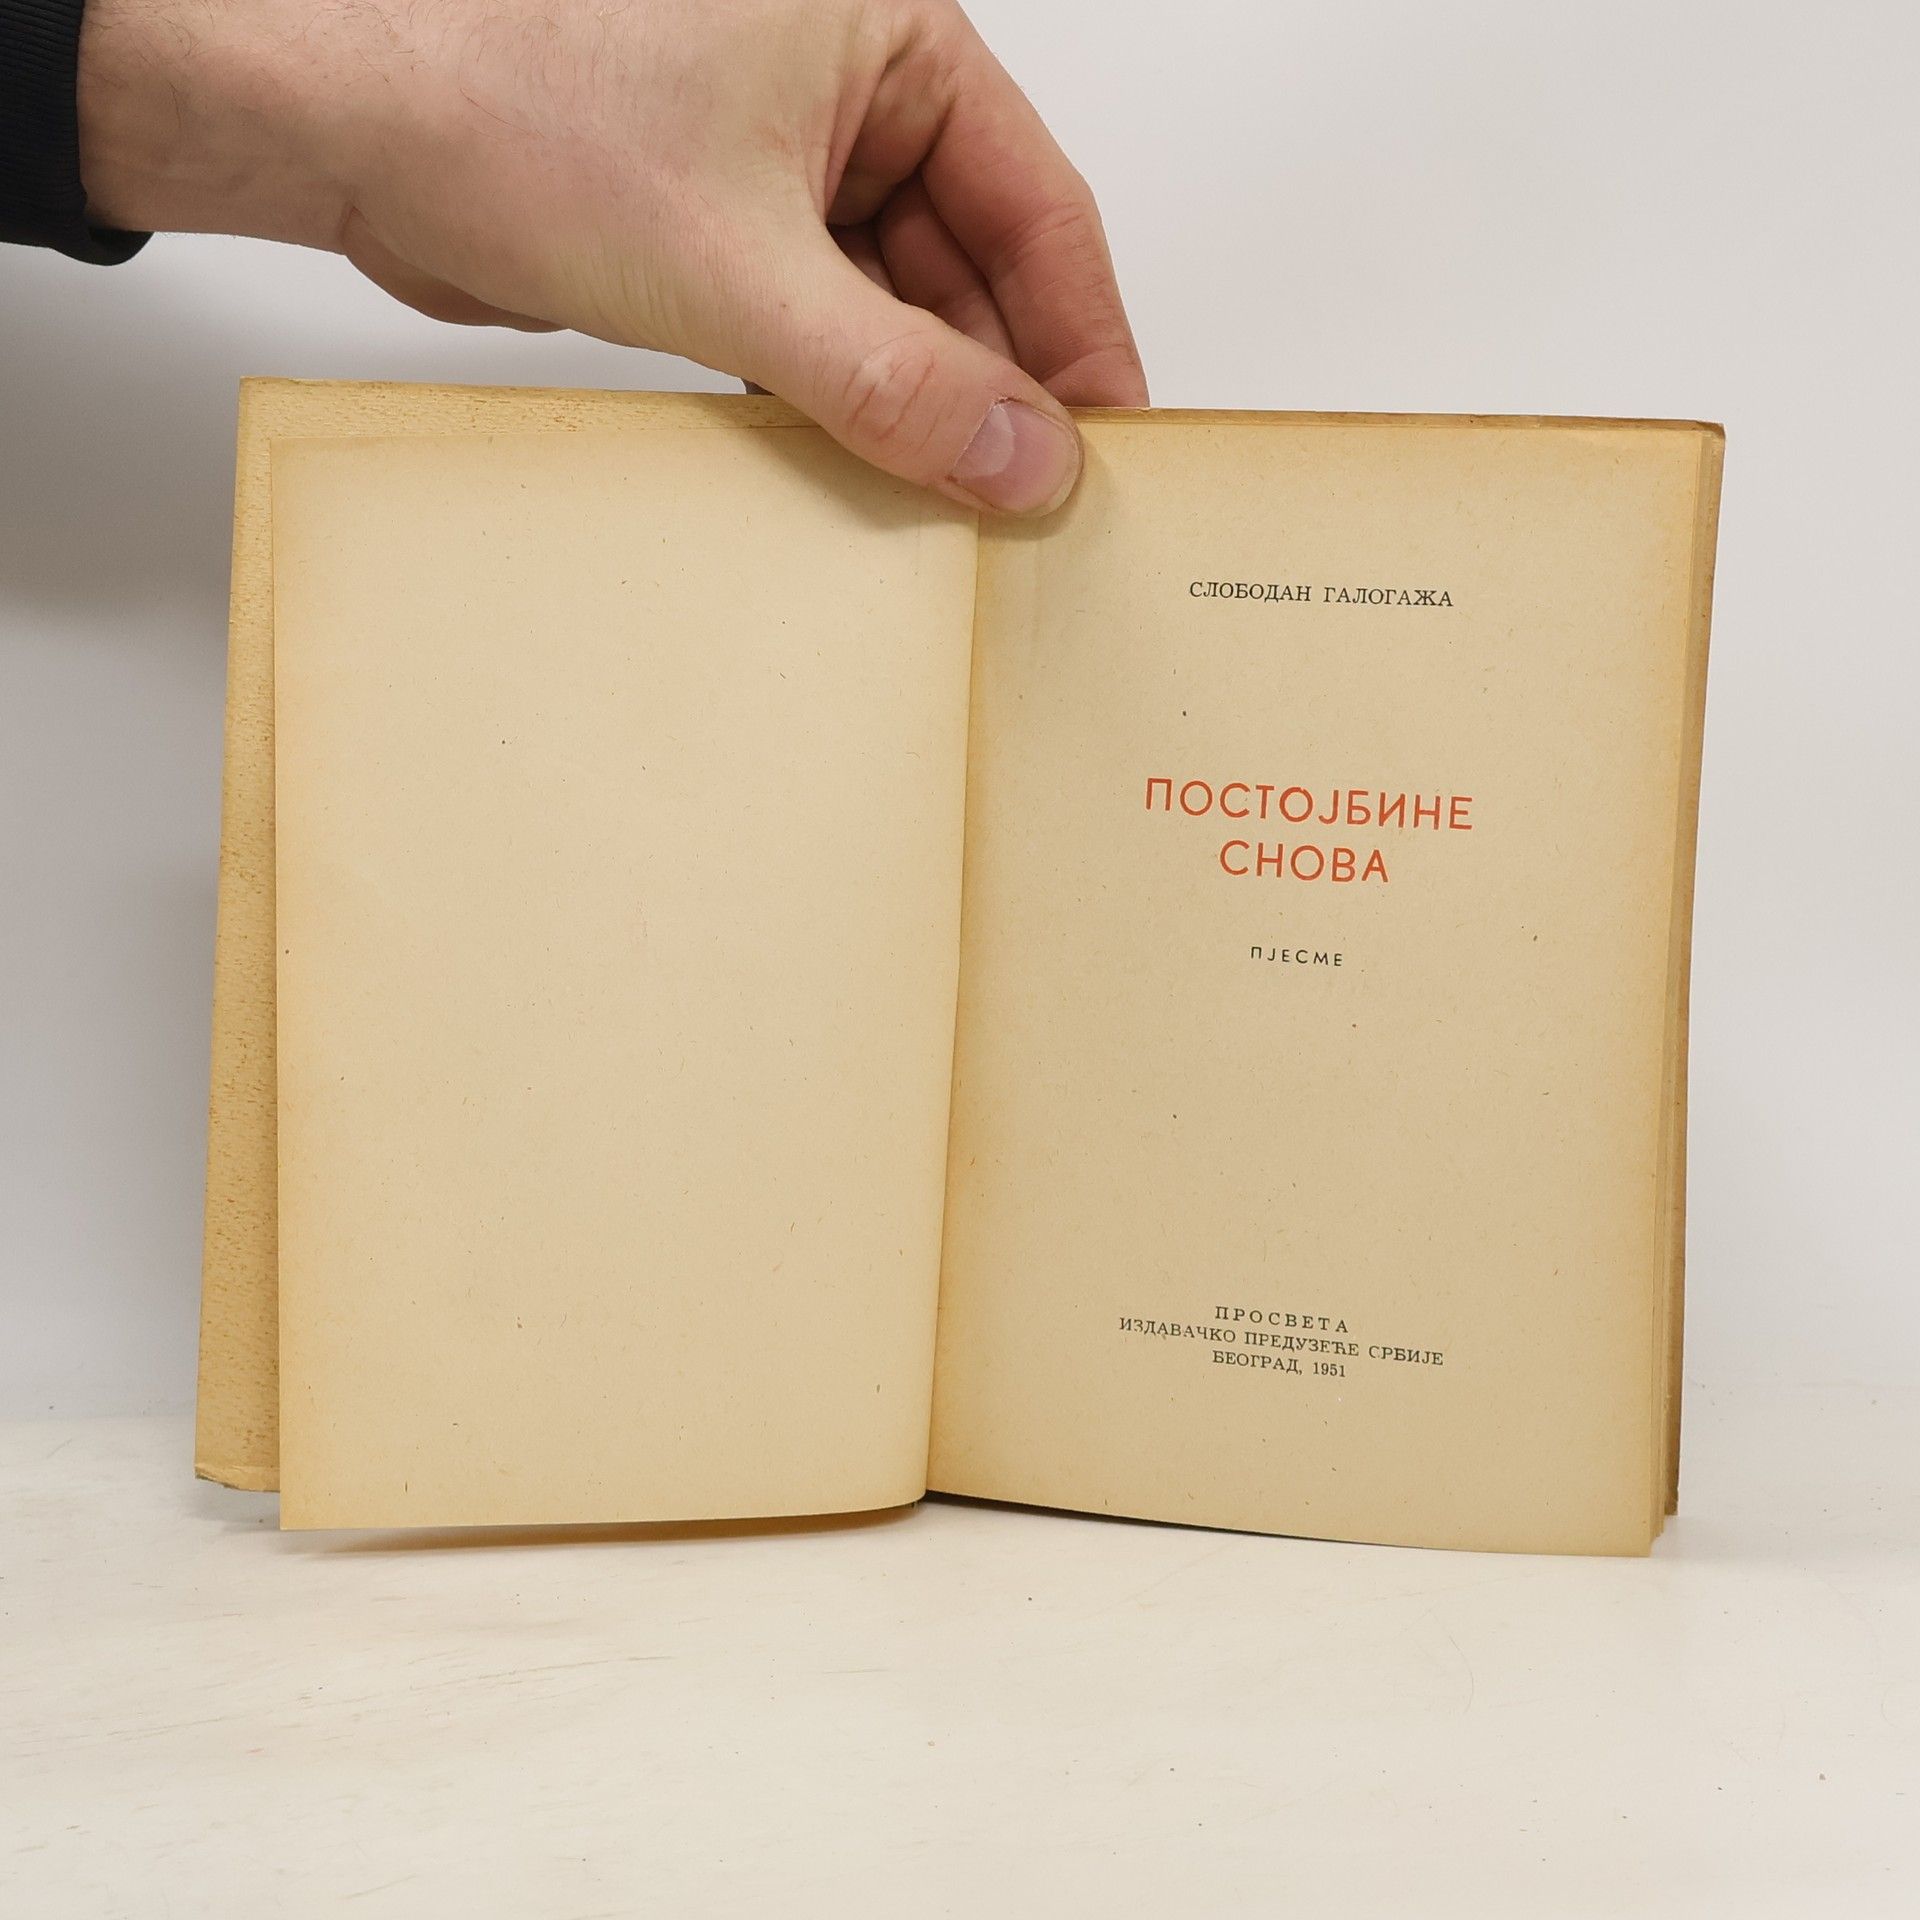 СЛОБОДАН ГАЛОГАЖА
ПОСТОЈБИНЕ
СНОВА
ПЈЕСМЕ
ПРОСВЕТА
ИЗДАВАЧКО ПРЕДУЗЕЋЕ СРБИЈЕ
БЕОГРАД, 1951